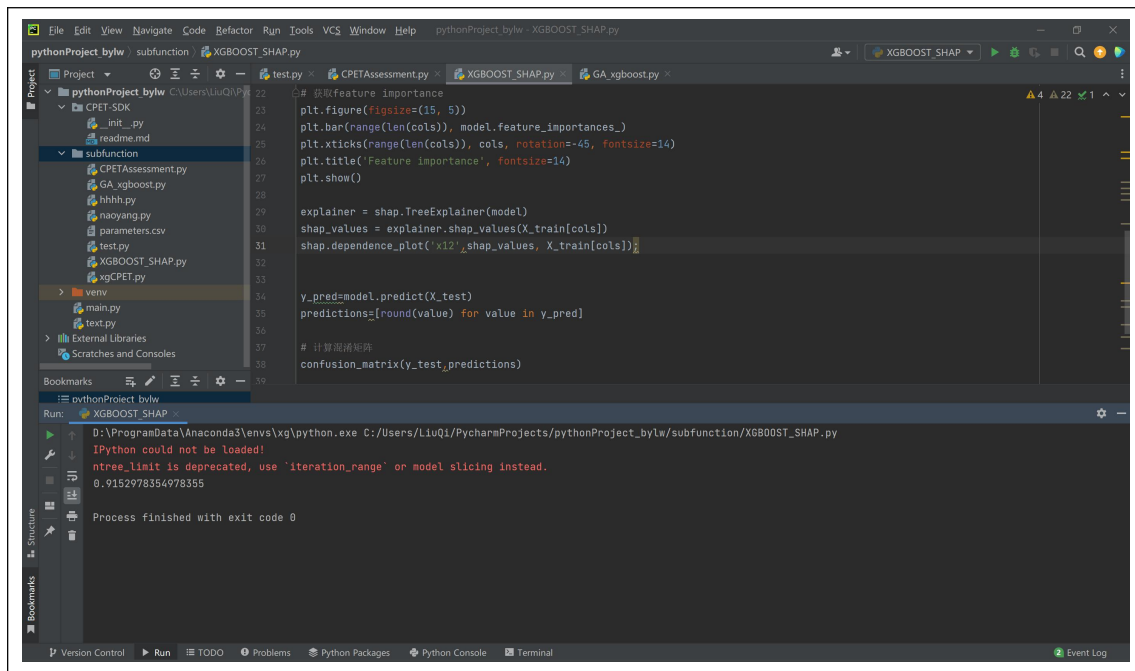 File Edit View Navigate Code Refactor Run Tools VCS Window Help pythonProject_bylw - XGBOOST_SHAP.py
pythonProject_bylw subfunction XGBOOST_SHAP.py XGBOOST_SHAP
Project
test.py CPETAssessment.py XGBOOST_SHAP.py GA_xgboost.py
Project
pythonProject_bylw C:\Users\LiuQi\Pyc
CPET-SDK
__init__.py
readme.md
subfunction
CPETAssessment.py
GA_xgboost.py
hhhh.py
naoyang.py
parameters.csv
test.py
XGBOOST_SHAP.py
xgCPET.py
venv
main.py
text.py
External Libraries
Scratches and Consoles
Bookmarks
pythonProject_bylw
4 22 1
22 # 获取feature importance
23 plt.figure(figsize=(15, 5))
24 plt.bar(range(len(cols)), model.feature_importances_)
25 plt.xticks(range(len(cols)), cols, rotation=-45, fontsize=14)
26 plt.title('Feature importance', fontsize=14)
27 plt.show()
28
29 explainer = shap.TreeExplainer(model)
30 shap_values = explainer.shap_values(X_train[cols])
31 shap.dependence_plot('x12',shap_values, X_train[cols]);
32
33
34 y_pred=model.predict(X_test)
35 predictions=[round(value) for value in y_pred]
36
37 # 计算混淆矩阵
38 confusion_matrix(y_test,predictions)
39
Run: XGBOOST_SHAP
D:\ProgramData\Anaconda3\envs\xg\python.exe C:/Users/LiuQi/PycharmProjects/pythonProject_bylw/subfunction/XGBOOST_SHAP.py
IPython could not be loaded!
ntree_limit is deprecated, use `iteration_range` or model slicing instead.
0.9152978354978355
Process finished with exit code 0
Structure
Bookmarks
Version Control Run TODO Problems Python Packages Python Console Terminal 2 Event Log